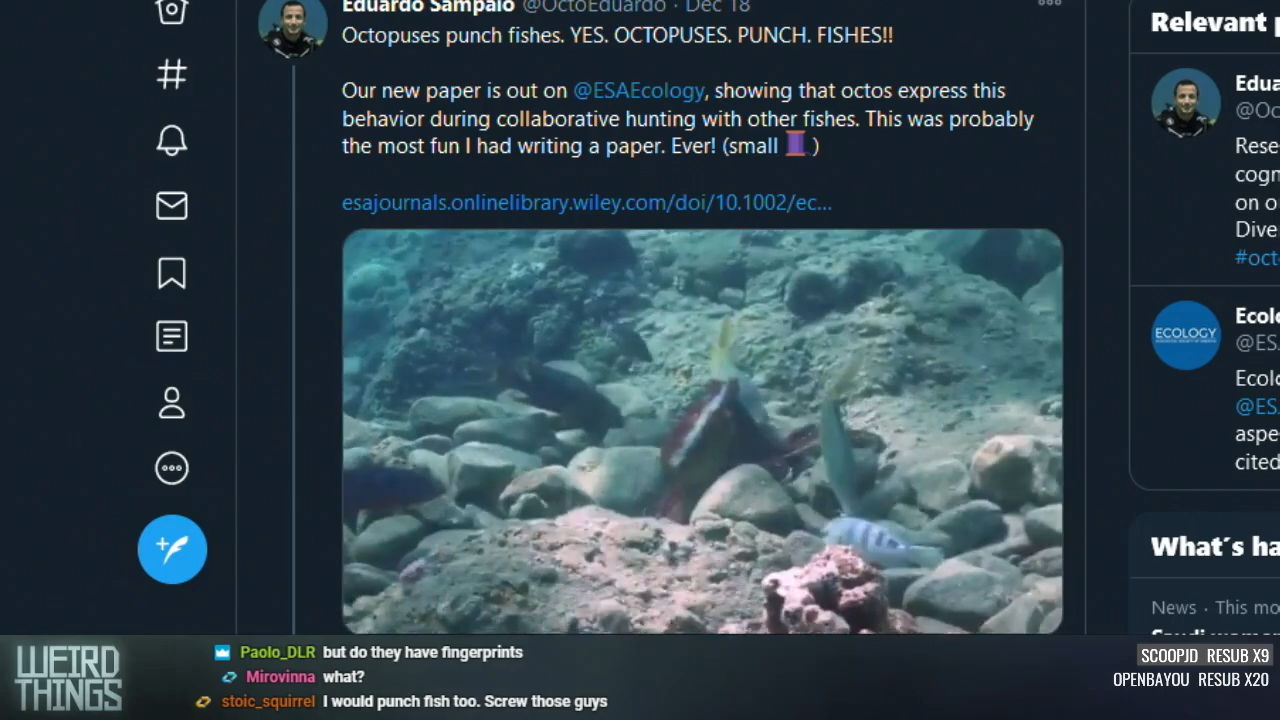 Eduardo Sampaio @OctoEduardo · Dec 18
Octopuses punch fishes. YES. OCTOPUSES. PUNCH. FISHES!!
Our new paper is out on @ESAEcology, showing that octos express this
behavior during collaborative hunting with other fishes. This was probably
the most fun I had writing a paper. Ever! (small 🧵)
esajournals.onlinelibrary.wiley.com/doi/10.1002/ec...
Relevant p
Edua
@Oc
Rese
cogn
on o
Dive
#oct
ECOLOGY
Ecolo
@ES
Ecolo
@ES.
aspe
cited
What's ha
News · This mo
WEIRD
THINGS
Paolo_DLR but do they have fingerprints
Mirovinna what?
stoic_squirrel I would punch fish too. Screw those guys
SCOOPJD RESUB X9
OPENBAYOU RESUB X20